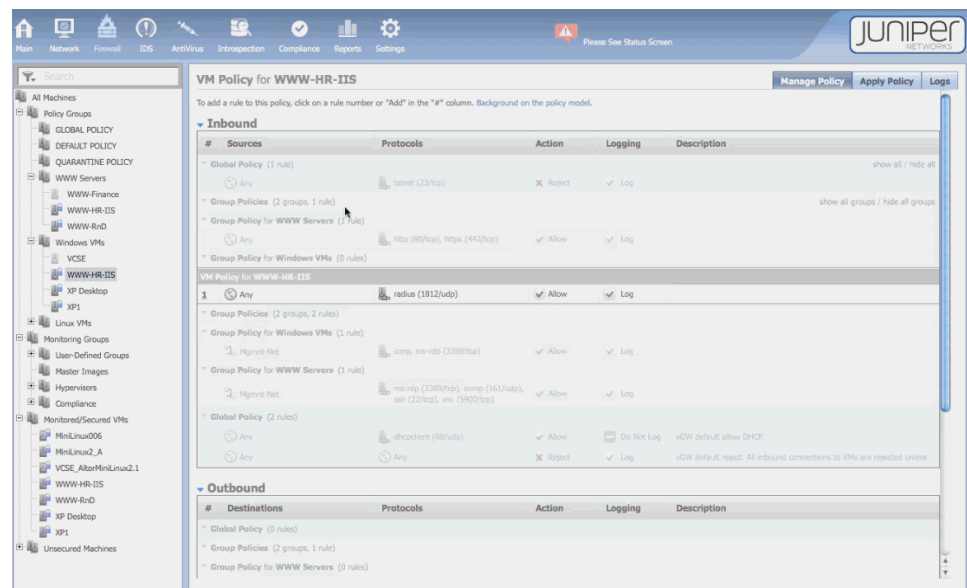 Main Network Firewall IDS AntiVirus Introspection Compliance Reports Settings
Please See Status Screen
JUNIPER
NETWORKS
Search
All Machines
Policy Groups
GLOBAL POLICY
DEFAULT POLICY
QUARANTINE POLICY
WWW Servers
WWW-Finance
WWW-HR-IIS
WWW-RnD
Windows VMs
VCSE
WWW-HR-IIS
XP Desktop
XP1
Linux VMs
Monitoring Groups
User-Defined Groups
Master Images
Hypervisors
Compliance
Monitored/Secured VMs
MiniLinux006
MiniLinux2_A
VCSE_AltorMiniLinux2.1
WWW-HR-IIS
WWW-RnD
XP Desktop
XP1
Unsecured Machines
VM Policy for WWW-HR-IIS
Manage Policy Apply Policy Logs
To add a rule to this policy, click on a rule number or "Add" in the "#" column. Background on the policy model.
Inbound
# Sources Protocols Action Logging Description
Global Policy (1 rule) show all / hide all
Any telnet (23/tcp) Reject Log
Group Policies (2 groups, 1 rule) show all groups / hide all groups
Group Policy for WWW Servers (1 rule)
Any http (80/tcp), https (443/tcp) Allow Log
Group Policy for Windows VMs (0 rules)
VM Policy for WWW-HR-IIS
1 Any radius (1812/udp) Allow Log
Group Policies (2 groups, 2 rules)
Group Policy for Windows VMs (1 rule)
Mgmnt-Net icmp, ms-rdp (3389/tcp) Allow Log
Group Policy for WWW Servers (1 rule)
Mgmnt-Net ms-rdp (3389/tcp), snmp (161/udp), Allow Log
ssh (22/tcp), vnc (5900/tcp)
Global Policy (2 rules)
Any dhcpclient (68/udp) Allow Do Not Log vGW default allow DHCP.
Any Any Reject Log vGW default reject. All inbound connections to VMs are rejected unless
Outbound
# Destinations Protocols Action Logging Description
Global Policy (0 rules)
Group Policies (2 groups, 1 rule)
Group Policy for WWW Servers (0 rules)